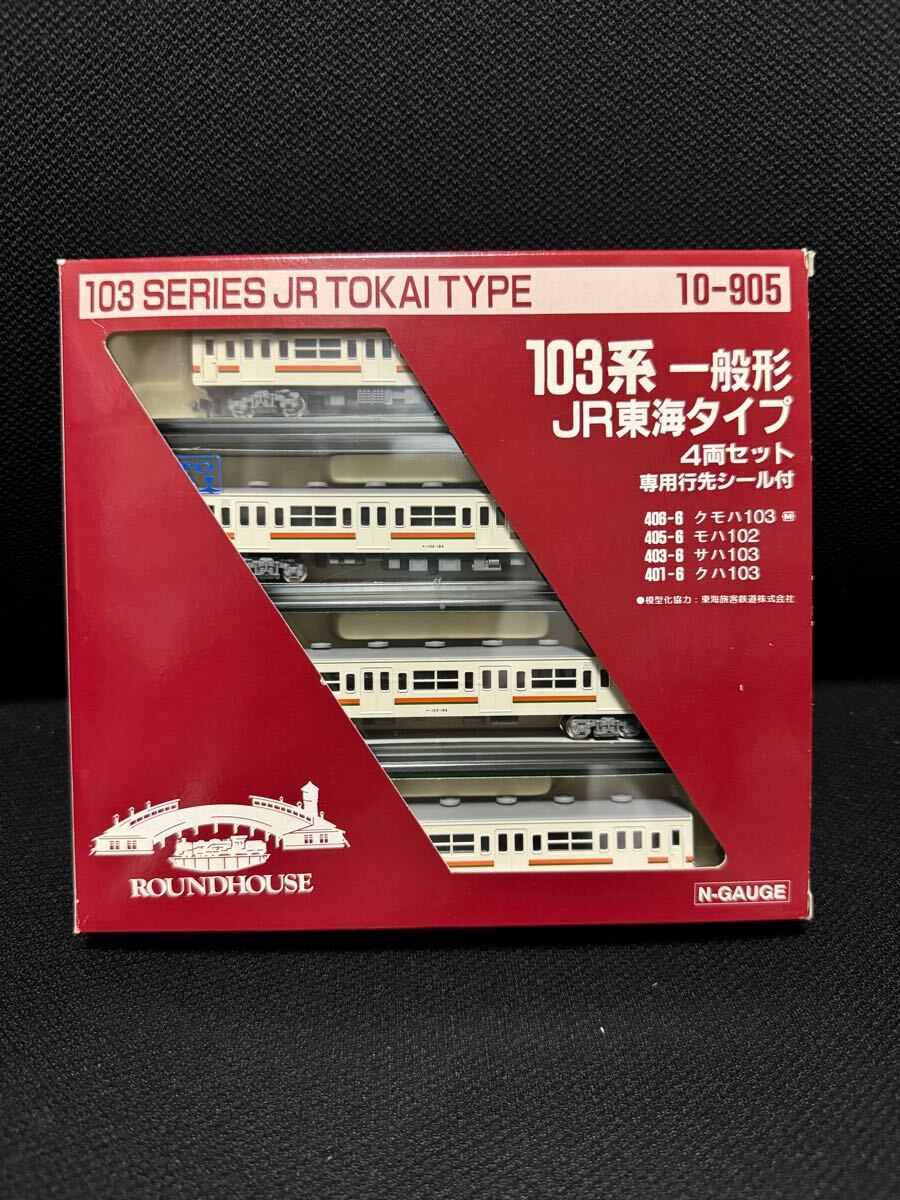 103 SERIES JR TOKAI TYPE
10-905
103系 一般形
JR東海タイプ
4両セット
専用行先シール付
406-6 クモハ103 M
405-6 モハ102
403-6 サハ103
401-6 クハ103
●模型化協力：東海旅客鉄道株式会社
ROUNDHOUSE
N-GAUGE